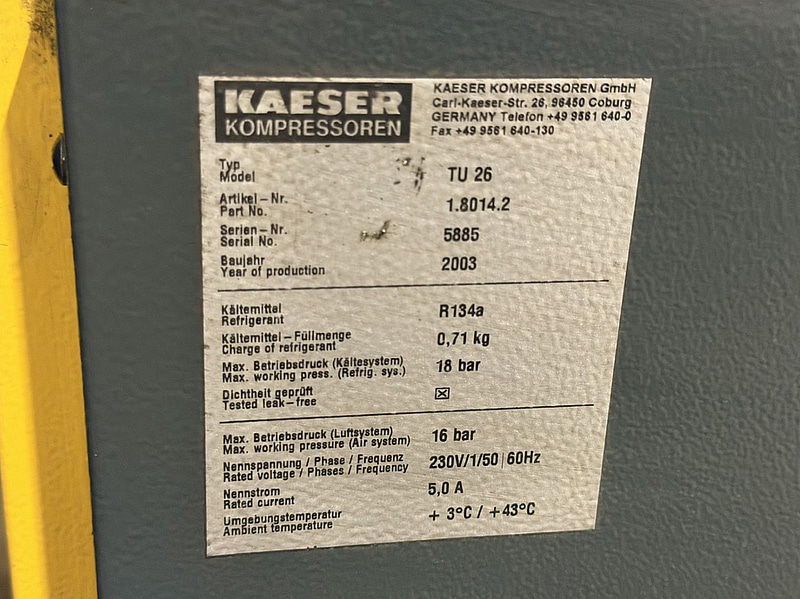 KAESER
KOMPRESSOREN
KAESER KOMPRESSOREN GmbH
Carl-Kaeser-Str. 26, 96450 Coburg
GERMANY Telefon +49 9561 640-0
Fax +49 9561 640-130
Typ
Model TU 26
Artikel-Nr.
Part No. 1.8014.2
Serien-Nr.
Serial No. 5885
Baujahr
Year of production 2003
Kältemittel
Refrigerant R134a
Kältemittel-Füllmenge
Charge of refrigerant 0,71 kg
Max. Betriebsdruck (Kältesystem)
Max. working press. (Refrig. sys.) 18 bar
Dichtheit geprüft
Tested leak-free ☒
Max. Betriebsdruck (Luftsystem)
Max. working pressure (Air system) 16 bar
Nennspannung / Phase / Frequenz
Rated voltage / Phases / Frequency 230V/1/50|60Hz
Nennstrom
Rated current 5,0 A
Umgebungstemperatur
Ambient temperature + 3°C / +43°C